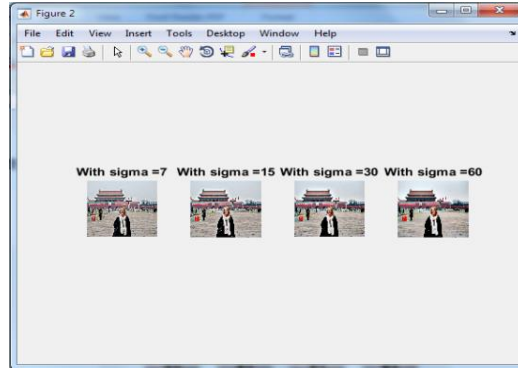 Figure 2
File Edit View Insert Tools Desktop Window Help
With sigma =7 With sigma =15 With sigma =30 With sigma =60